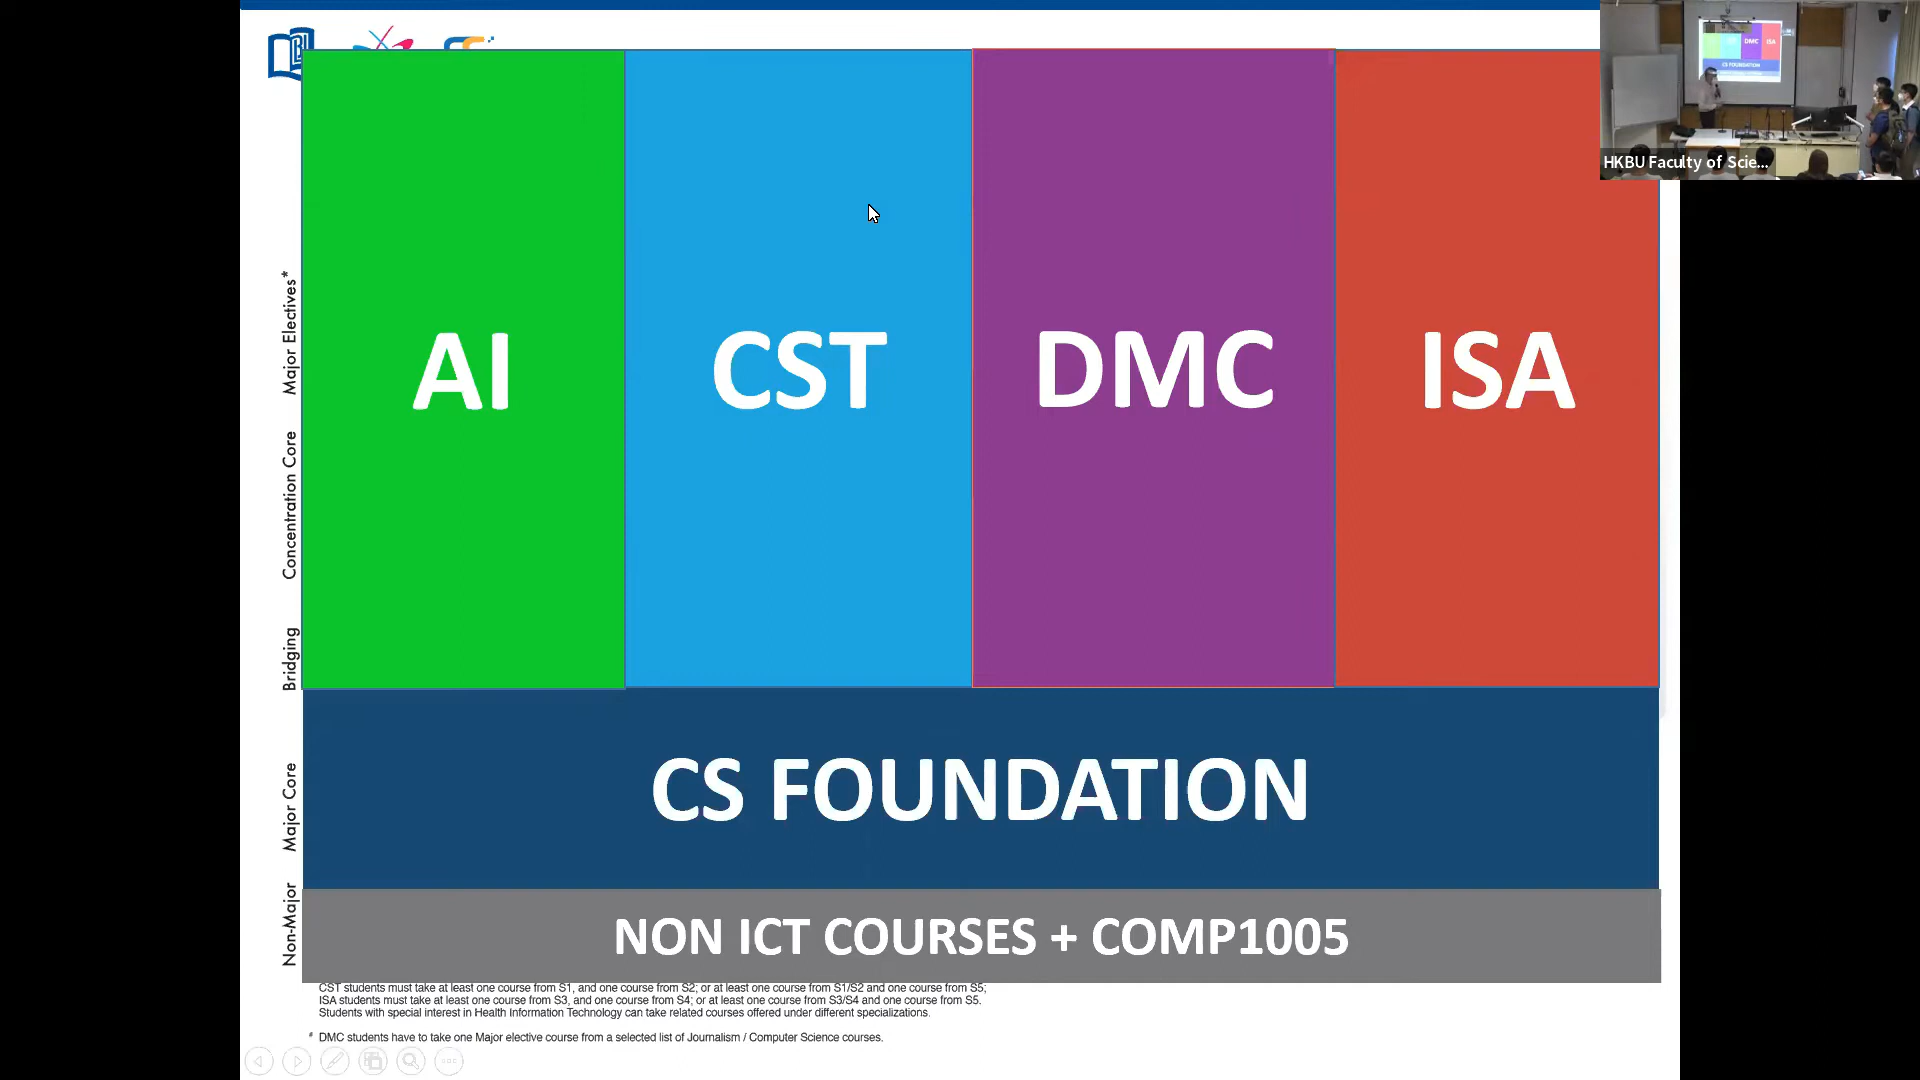 HKBU Faculty of Scie...
AI
CST
DMC
ISA
Major Electives*
Concentration Core
Bridging
Major Core
Non-Major
CS FOUNDATION
NON ICT COURSES + COMP1005
CST students must take at least one course from S1, and one course from S2; or at least one course from S1/S2 and one course from S5;
ISA students must take at least one course from S3, and one course from S4; or at least one course from S3/S4 and one course from S5.
Students with special interest in Health Information Technology can take related courses offered under different specializations.
# DMC students have to take one Major elective course from a selected list of Journalism / Computer Science courses.
DMC
ISA
CS FOUNDATION